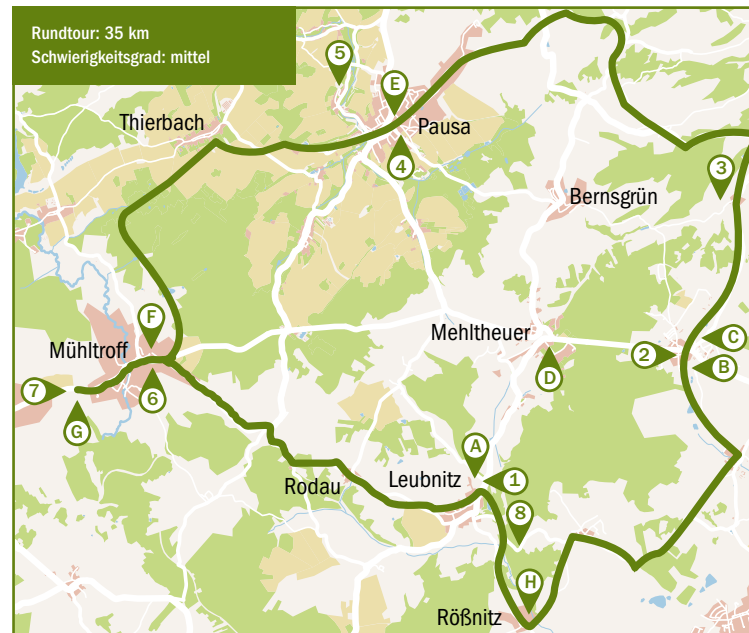 Rundtour: 35 km
Schwierigkeitsgrad: mittel
5
E
Thierbach
Pausa
4
3
Bernsgrün
F
Mühltroff
Mehltheuer
C
2
B
D
7
6
G
A
Leubnitz
1
Rodau
8
H
Rößnitz